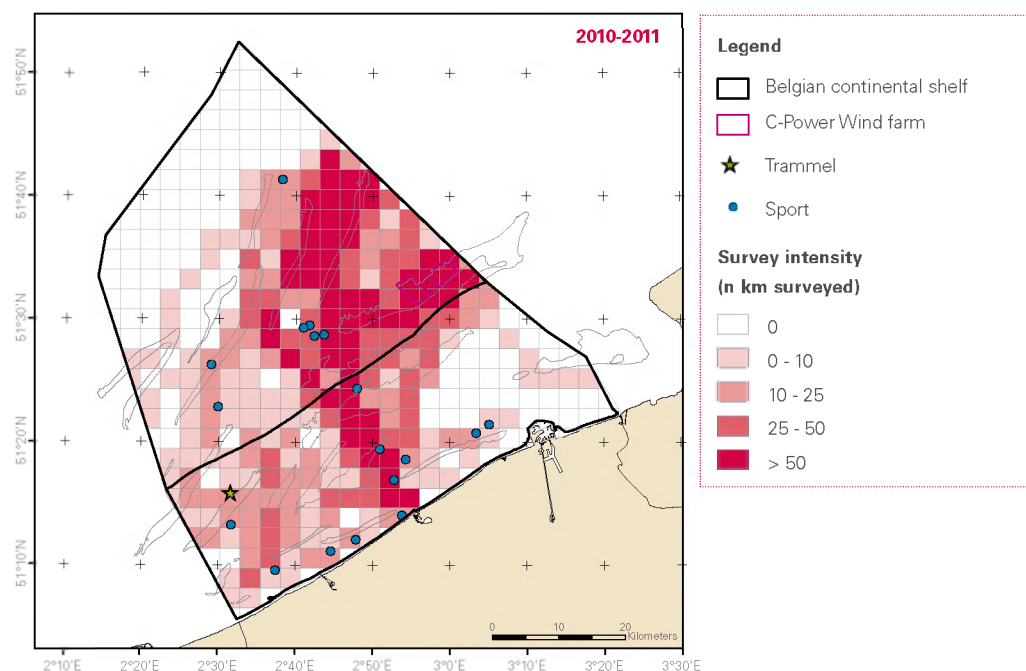 2010-2011
51°50'N
51°40'N
51°30'N
51°20'N
51°10'N
2°10'E
2°20'E
2°30'E
2°40'E
2°50'E
3°0'E
3°10'E
3°20'E
3°30'E
0 10 20
Kilometers
Legend
Belgian continental shelf
C-Power Wind farm
Trammel
Sport
Survey intensity
(n km surveyed)
0
0 - 10
10 - 25
25 - 50
> 50